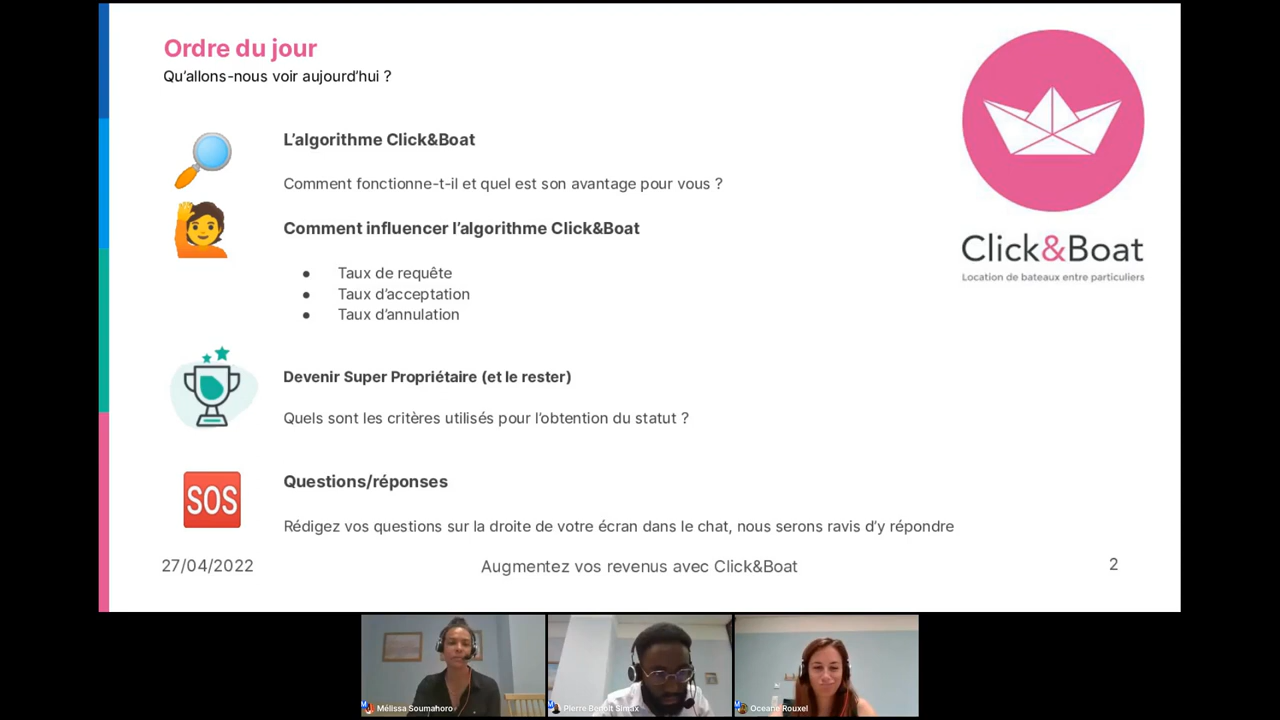 Ordre du jour
Qu'allons-nous voir aujourd'hui ?
L'algorithme Click&Boat
Comment fonctionne-t-il et quel est son avantage pour vous ?
Comment influencer l'algorithme Click&Boat
● Taux de requête
● Taux d'acceptation
● Taux d'annulation
Devenir Super Propriétaire (et le rester)
Quels sont les critères utilisés pour l'obtention du statut ?
SOS
Questions/réponses
Rédigez vos questions sur la droite de votre écran dans le chat, nous serons ravis d'y répondre
27/04/2022
Augmentez vos revenus avec Click&Boat
2
Click&Boat
Location de bateaux entre particuliers
Mélissa Soumahoro
Pierre Benoît
Oceane Rouxel